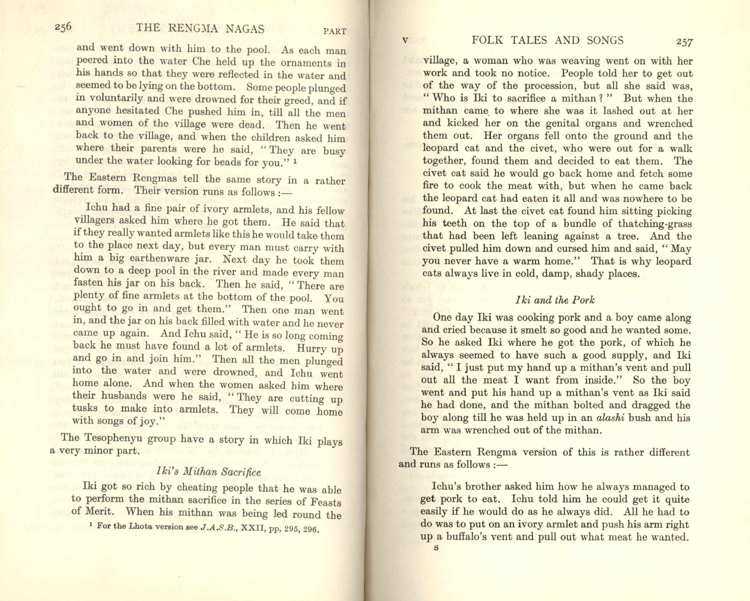 256 THE RENGMA NAGAS PART
and went down with him to the pool. As each man
peered into the water Che held up the ornaments in
his hands so that they were reflected in the water and
seemed to be lying on the bottom. Some people plunged
in voluntarily and were drowned for their greed, and if
anyone hesitated Che pushed him in, till all the men
and women of the village were dead. Then he went
back to the village, and when the children asked him
where their parents were he said, “ They are busy
under the water looking for beads for you.” ¹
The Eastern Rengmas tell the same story in a rather
different form. Their version runs as follows :—
Ichu had a fine pair of ivory armlets, and his fellow
villagers asked him where he got them. He said that
if they really wanted armlets like this he would take them
to the place next day, but every man must carry with
him a big earthenware jar. Next day he took them
down to a deep pool in the river and made every man
fasten his jar on his back. Then he said, “ There are
plenty of fine armlets at the bottom of the pool. You
ought to go in and get them.” Then one man went
in, and the jar on his back filled with water and he never
came up again. And Ichu said, “ He is so long coming
back he must have found a lot of armlets. Hurry up
and go in and join him.” Then all the men plunged
into the water and were drowned, and Ichu went
home alone. And when the women asked him where
their husbands were he said, “ They are cutting up
tusks to make into armlets. They will come home
with songs of joy.”
The Tesophenyu group have a story in which Iki plays
a very minor part.
Iki's Mithan Sacrifice
Iki got so rich by cheating people that he was able
to perform the mithan sacrifice in the series of Feasts
of Merit. When his mithan was being led round the
¹ For the Lhota version see J.A.S.B., XXII, pp, 295, 296.
V FOLK TALES AND SONGS 257
village, a woman who was weaving went on with her
work and took no notice. People told her to get out
of the way of the procession, but all she said was,
“ Who is Iki to sacrifice a mithan ? ” But when the
mithan came to where she was it lashed out at her
and kicked her on the genital organs and wrenched
them out. Her organs fell onto the ground and the
leopard cat and the civet, who were out for a walk
together, found them and decided to eat them. The
civet cat said he would go back home and fetch some
fire to cook the meat with, but when he came back
the leopard cat had eaten it all and was nowhere to be
found. At last the civet cat found him sitting picking
his teeth on the top of a bundle of thatching-grass
that had been left leaning against a tree. And the
civet pulled him down and cursed him and said, “ May
you never have a warm home.” That is why leopard
cats always live in cold, damp, shady places.
Iki and the Pork
One day Iki was cooking pork and a boy came along
and cried because it smelt so good and he wanted some.
So he asked Iki where he got the pork, of which he
always seemed to have such a good supply, and Iki
said, “ I just put my hand up a mithan's vent and pull
out all the meat I want from inside.” So the boy
went and put his hand up a mithan's vent as Iki said
he had done, and the mithan bolted and dragged the
boy along till he was held up in an alashi bush and his
arm was wrenched out of the mithan.
The Eastern Rengma version of this is rather different
and runs as follows :—
Ichu's brother asked him how he always managed to
get pork to eat. Ichu told him he could get it quite
easily if he would do as he always did. All he had to
do was to put on an ivory armlet and push his arm right
up a buffalo's vent and pull out what meat he wanted.
S